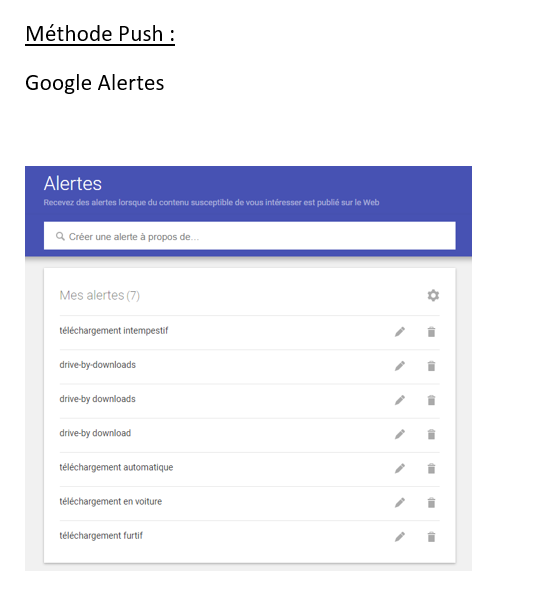 Méthode Push :
Google Alertes
Alertes
Recevez des alertes lorsque du contenu susceptible de vous intéresser est publié sur le Web
Créer une alerte à propos de...
Mes alertes (7)
téléchargement intempestif
drive-by-downloads
drive-by downloads
drive-by download
téléchargement automatique
téléchargement en voiture
téléchargement furtif